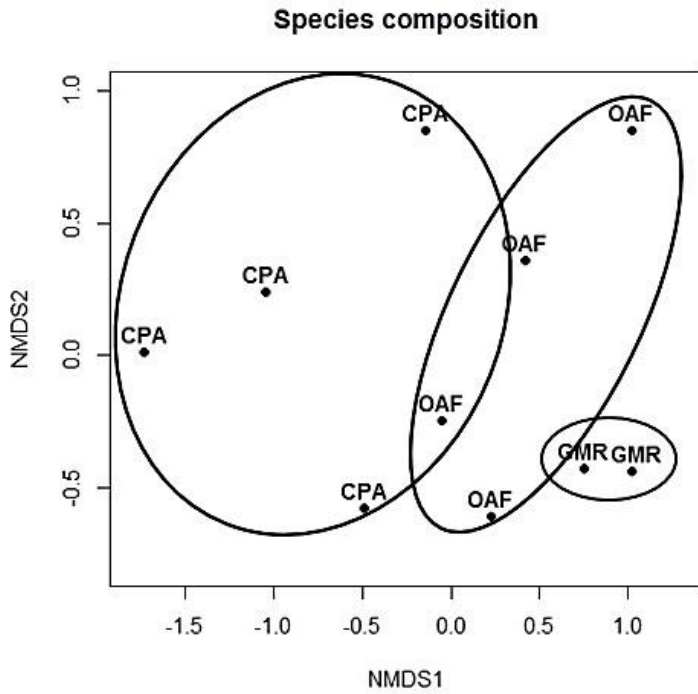 Species composition
1.0
CPA
OAF
0.5
OAF
CPA
NMDS2
CPA
0.0
OAF
GMR GMR
-0.5
CPA
OAF
-1.5 -1.0 -0.5 0.0 0.5 1.0
NMDS1